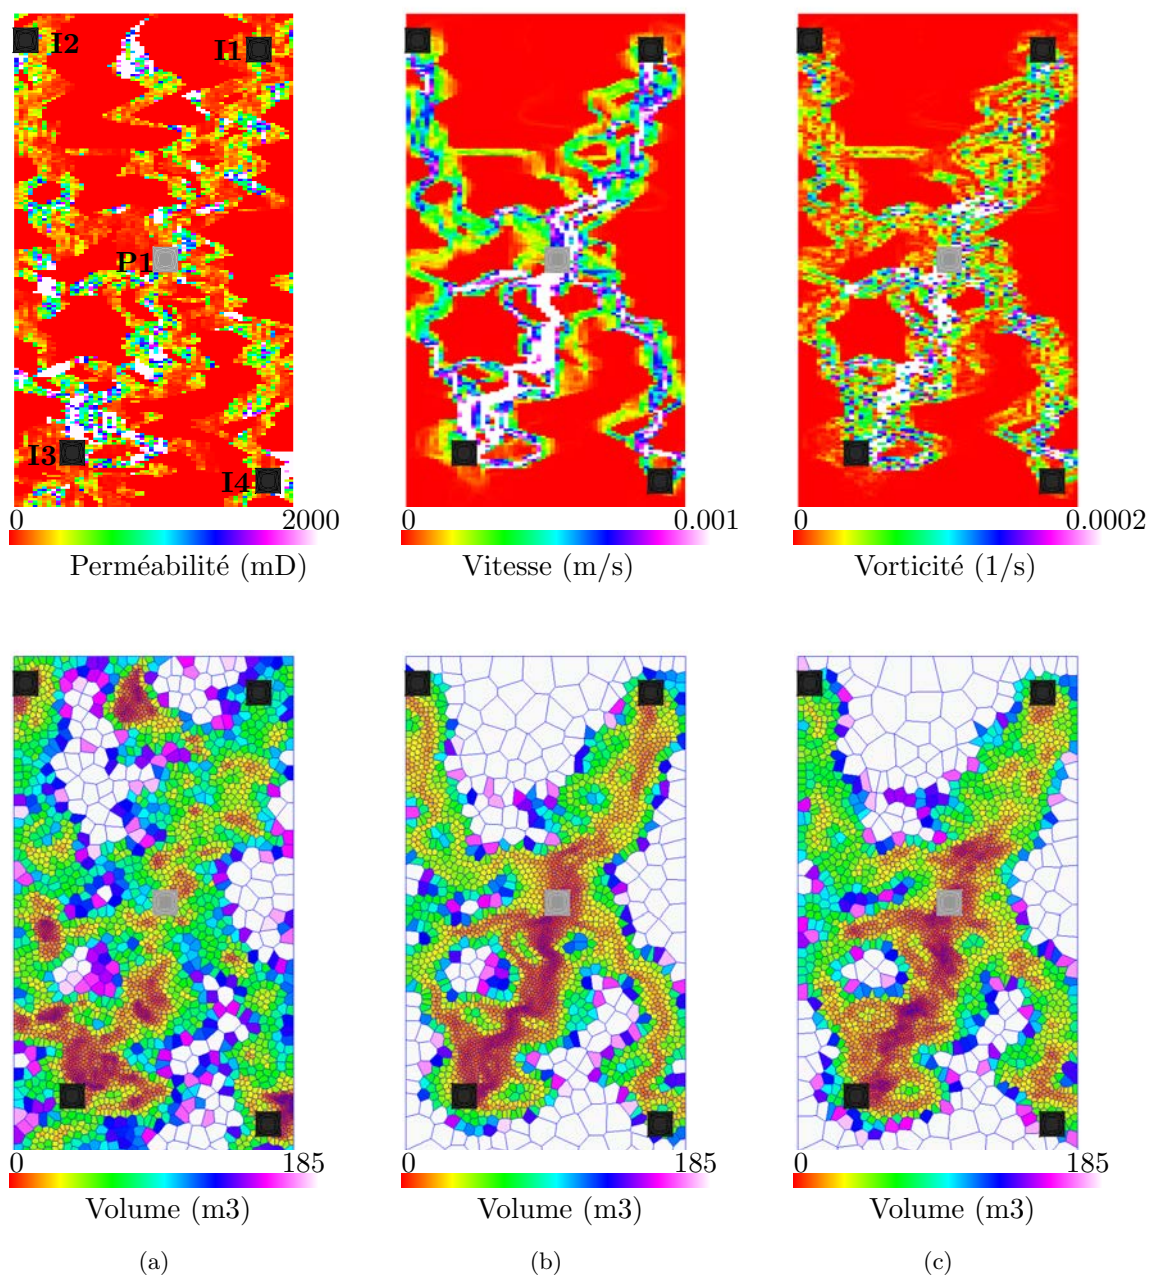 I2
I1
P1
I3
I4
0 2000
Perméabilité (mD)
0 0.001
Vitesse (m/s)
0 0.0002
Vorticité (1/s)
0 185
Volume (m3)
0 185
Volume (m3)
0 185
Volume (m3)
(a)
(b)
(c)